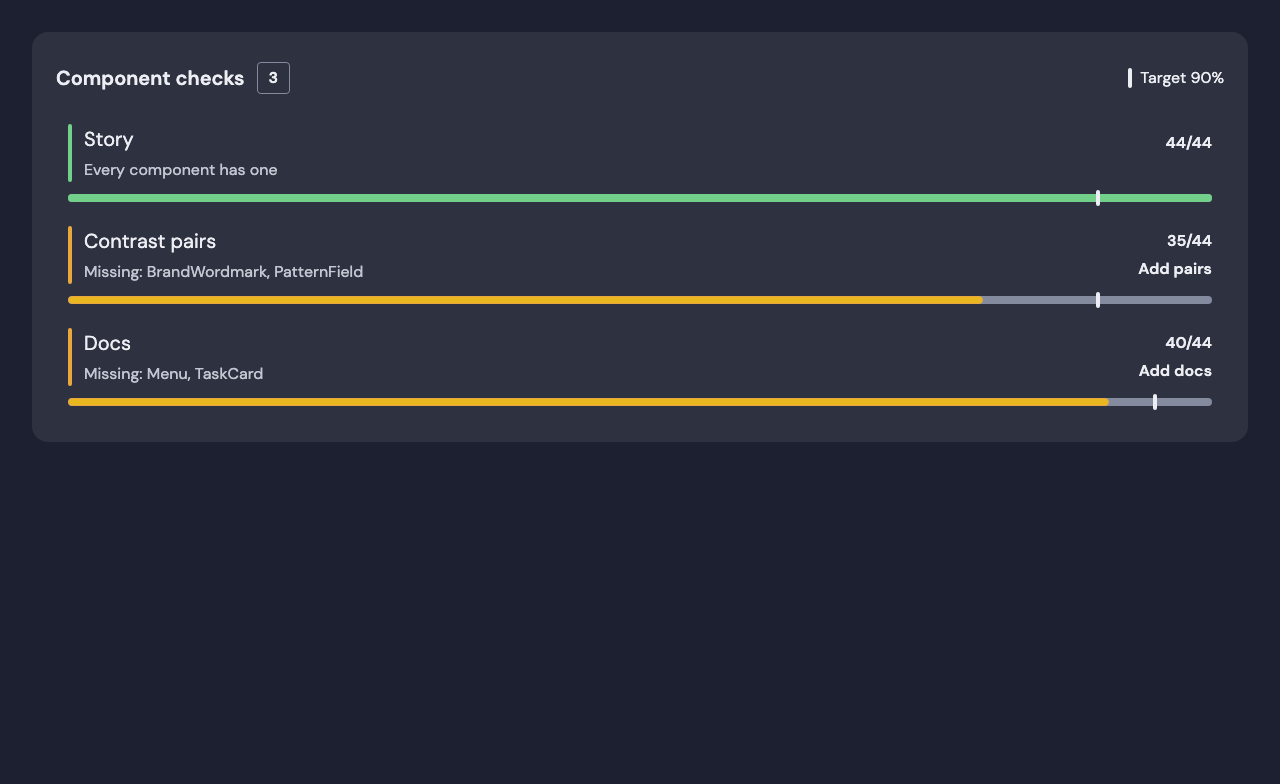 Component checks 3
Target 90%
Story
44/44
Every component has one
Contrast pairs
35/44
Missing: BrandWordmark, PatternField
Add pairs
Docs
40/44
Missing: Menu, TaskCard
Add docs